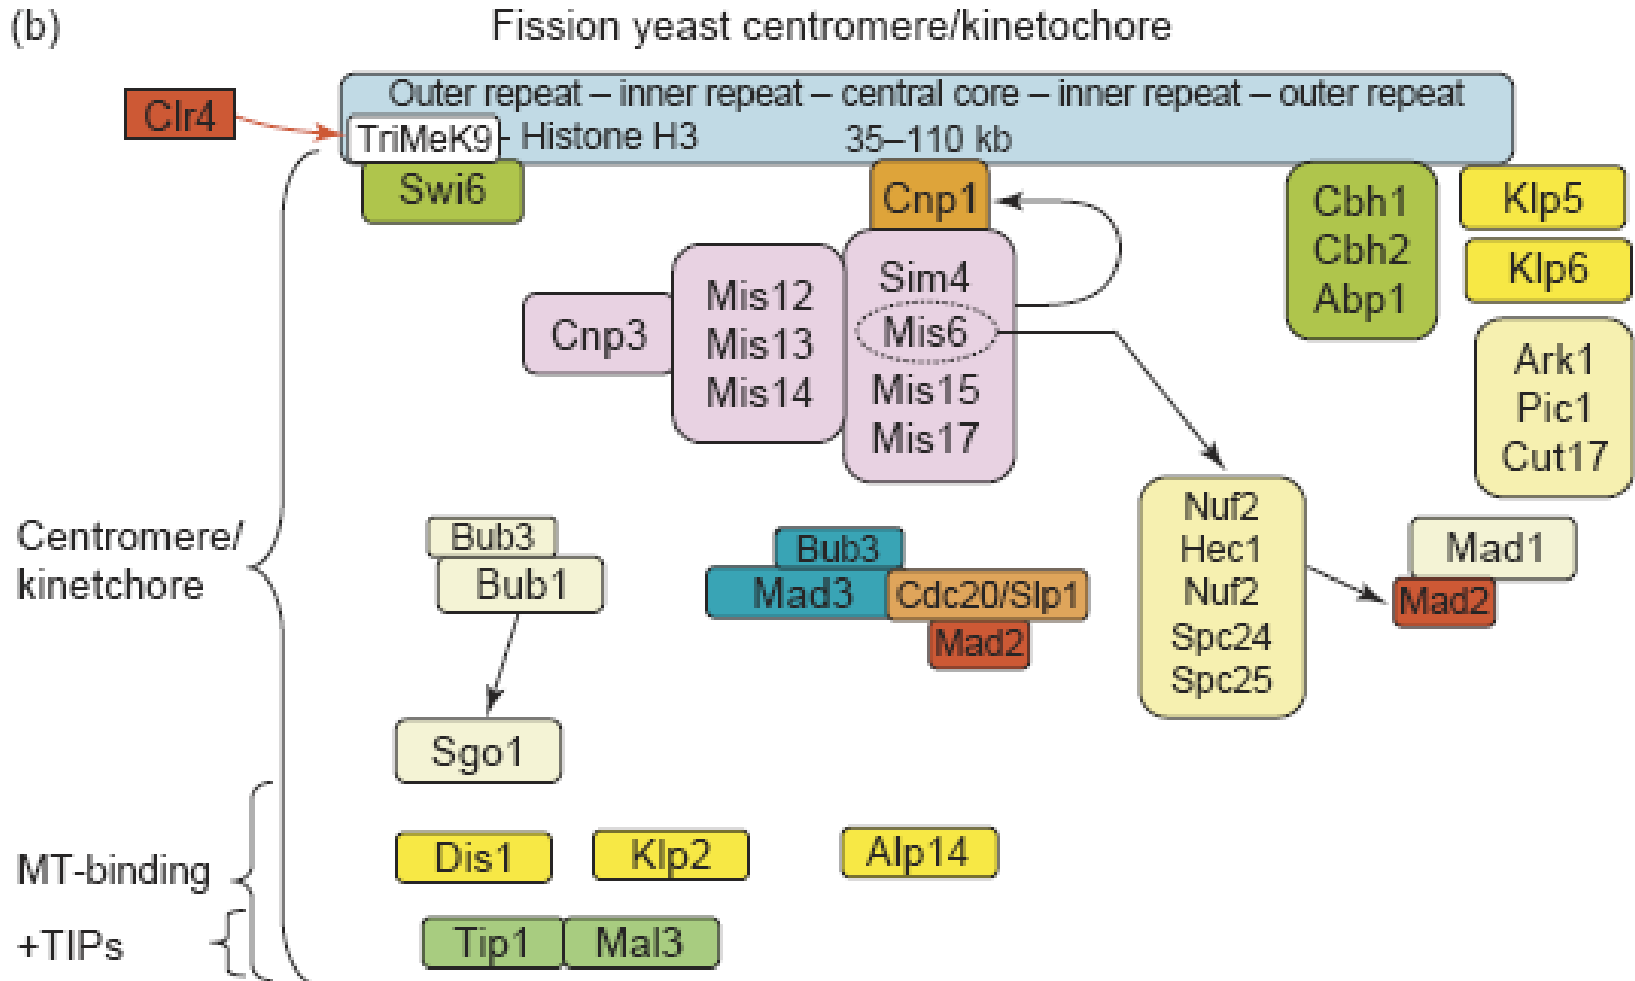 (b)
Fission yeast centromere/kinetochore
Outer repeat – inner repeat – central core – inner repeat – outer repeat
Clr4
TriMeK9 - Histone H3
35–110 kb
Swi6
Cnp1
Cbh1
Cbh2
Abp1
Klp5
Klp6
Cnp3
Mis12
Mis13
Mis14
Sim4
Mis6
Mis15
Mis17
Ark1
Pic1
Cut17
Centromere/
kinetchore
Bub3
Bub1
Bub3
Mad3
Cdc20/Slp1
Mad2
Nuf2
Hec1
Nuf2
Spc24
Spc25
Mad1
Mad2
Sgo1
MT-binding
Dis1
Klp2
Alp14
+TIPs
Tip1
Mal3